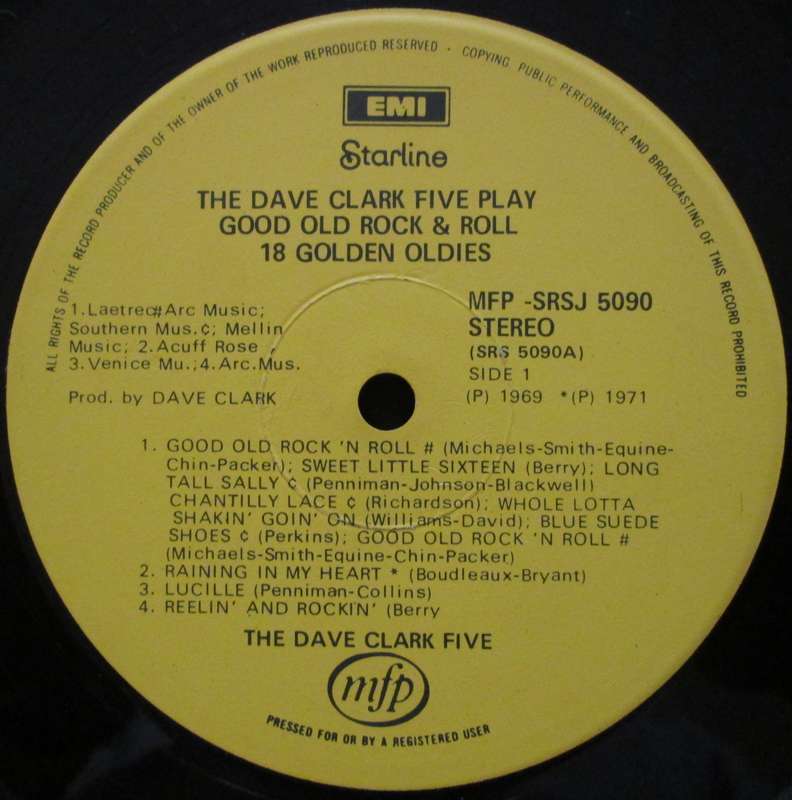 ALL RIGHTS OF THE RECORD PRODUCER AND OF THE OWNER OF THE WORK REPRODUCED RESERVED · COPYING, PUBLIC PERFORMANCE AND BROADCASTING OF THIS RECORD PROHIBITED
EMI
Starline
THE DAVE CLARK FIVE PLAY
GOOD OLD ROCK & ROLL
18 GOLDEN OLDIES
1.Laetrec#Arc Music;
Southern Mus.¢; Mellin
Music; 2.Acuff Rose ,
3.Venice Mu.;4.Arc.Mus.
Prod. by DAVE CLARK
MFP -SRSJ 5090
STEREO
(SRS 5090A)
SIDE 1
(P) 1969 *(P) 1971
1. GOOD OLD ROCK 'N ROLL # (Michaels-Smith-Equine-
Chin-Packer); SWEET LITTLE SIXTEEN (Berry); LONG
TALL SALLY ¢ (Penniman-Johnson-Blackwell)
CHANTILLY LACE ¢ (Richardson); WHOLE LOTTA
SHAKIN' GOIN' ON (Williams-David); BLUE SUEDE
SHOES ¢ (Perkins); GOOD OLD ROCK 'N ROLL #
(Michaels-Smith-Equine-Chin-Packer)
2. RAINING IN MY HEART * (Boudleaux-Bryant)
3. LUCILLE (Penniman-Collins)
4. REELIN' AND ROCKIN' (Berry
THE DAVE CLARK FIVE
mfp
PRESSED FOR OR BY A REGISTERED USER